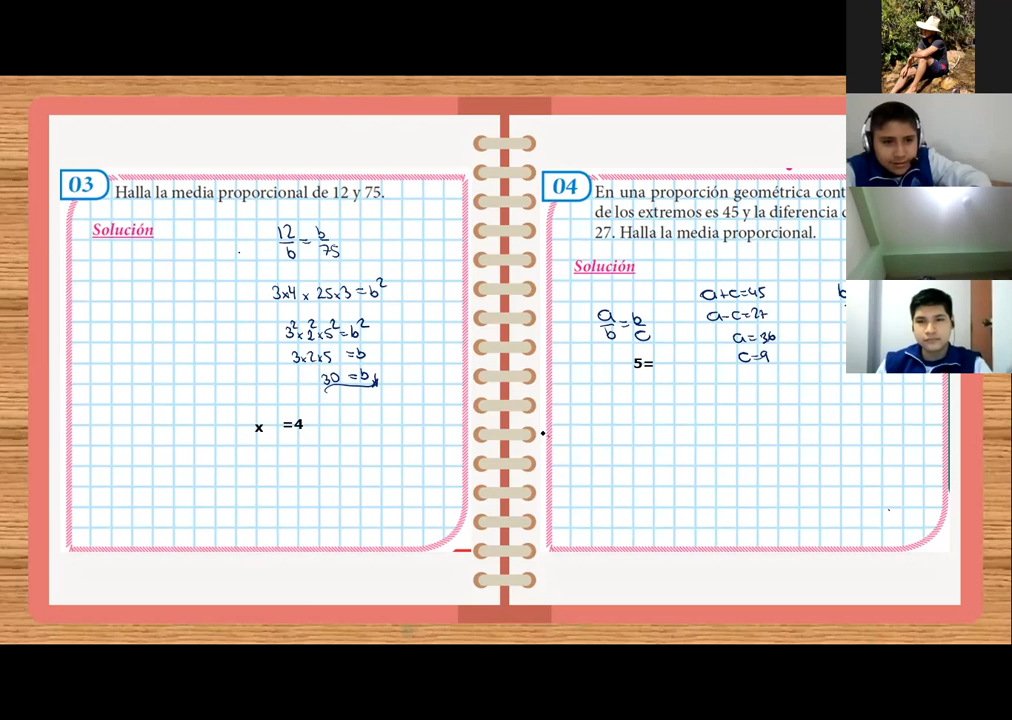 03
Halla la media proporcional de 12 y 75.
Solución
12/b = b/75
3x4 x 25x3 = b²
3² x 2² x 5² = b²
3x2x5 = b
30 = b
x =4
04
En una proporción geométrica cont
de los extremos es 45 y la diferencia
27. Halla la media proporcional.
Solución
a/b = b/c
5=
a+c=45
a-c=27
a=36
c=9